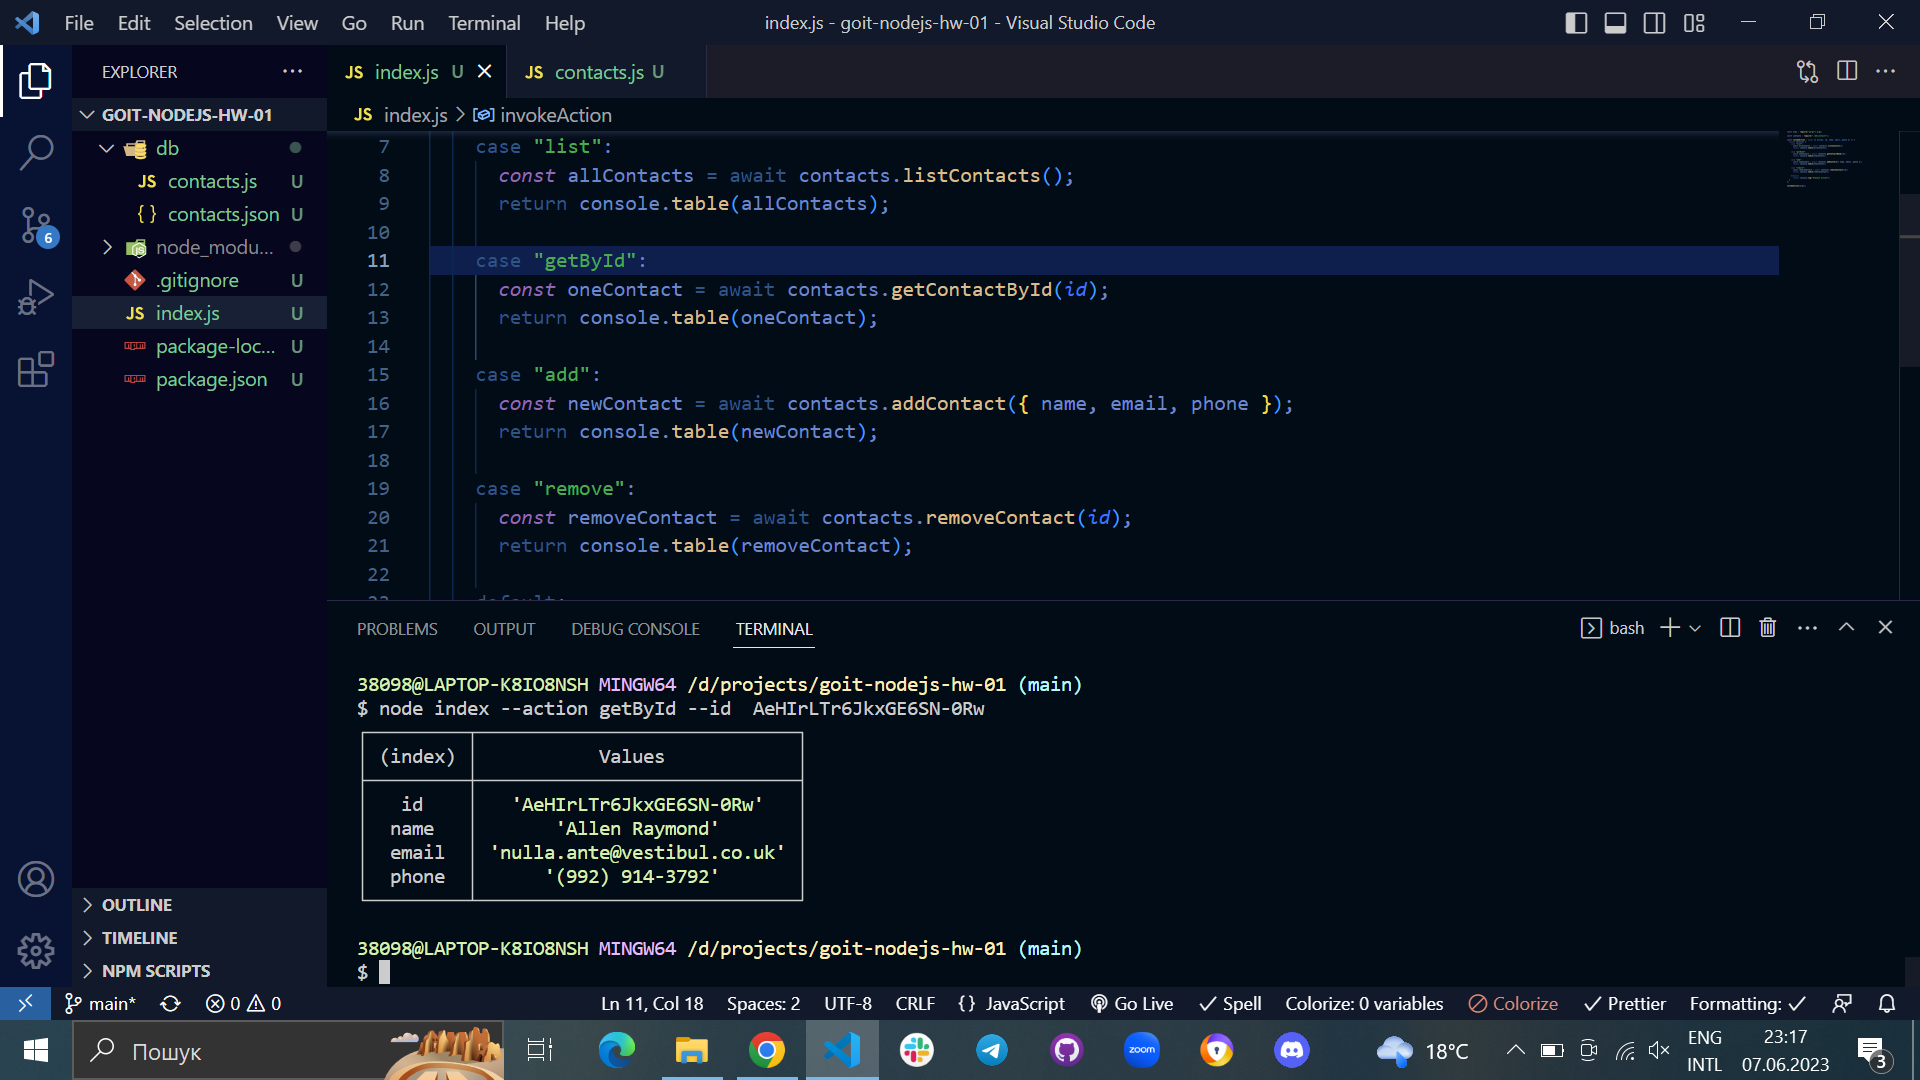 File Edit Selection View Go Run Terminal Help
index.js - goit-nodejs-hw-01 - Visual Studio Code
EXPLORER
GOIT-NODEJS-HW-01
db
JS contacts.js U
{ } contacts.json U
node_modu...
.gitignore U
JS index.js U
package-loc... U
package.json U
OUTLINE
TIMELINE
NPM SCRIPTS
6
JS index.js U
JS contacts.js U
JS index.js > invokeAction
7 case "list":
8 const allContacts = await contacts.listContacts();
9 return console.table(allContacts);
10
11 case "getById":
12 const oneContact = await contacts.getContactById(id);
13 return console.table(oneContact);
14
15 case "add":
16 const newContact = await contacts.addContact({ name, email, phone });
17 return console.table(newContact);
18
19 case "remove":
20 const removeContact = await contacts.removeContact(id);
21 return console.table(removeContact);
22
PROBLEMS OUTPUT DEBUG CONSOLE TERMINAL
bash
38098@LAPTOP-K8IO8NSH MINGW64 /d/projects/goit-nodejs-hw-01 (main)
$ node index --action getById --id  AeHIrLTr6JkxGE6SN-0Rw
(index) Values
id 'AeHIrLTr6JkxGE6SN-0Rw'
name 'Allen Raymond'
email 'nulla.ante@vestibul.co.uk'
phone '(992) 914-3792'
38098@LAPTOP-K8IO8NSH MINGW64 /d/projects/goit-nodejs-hw-01 (main)
$
main* 0 0 Ln 11, Col 18 Spaces: 2 UTF-8 CRLF { } JavaScript Go Live Spell Colorize: 0 variables Colorize Prettier Formatting:
Пошук
zoom
18°C
ENG
INTL
23:17
07.06.2023
3